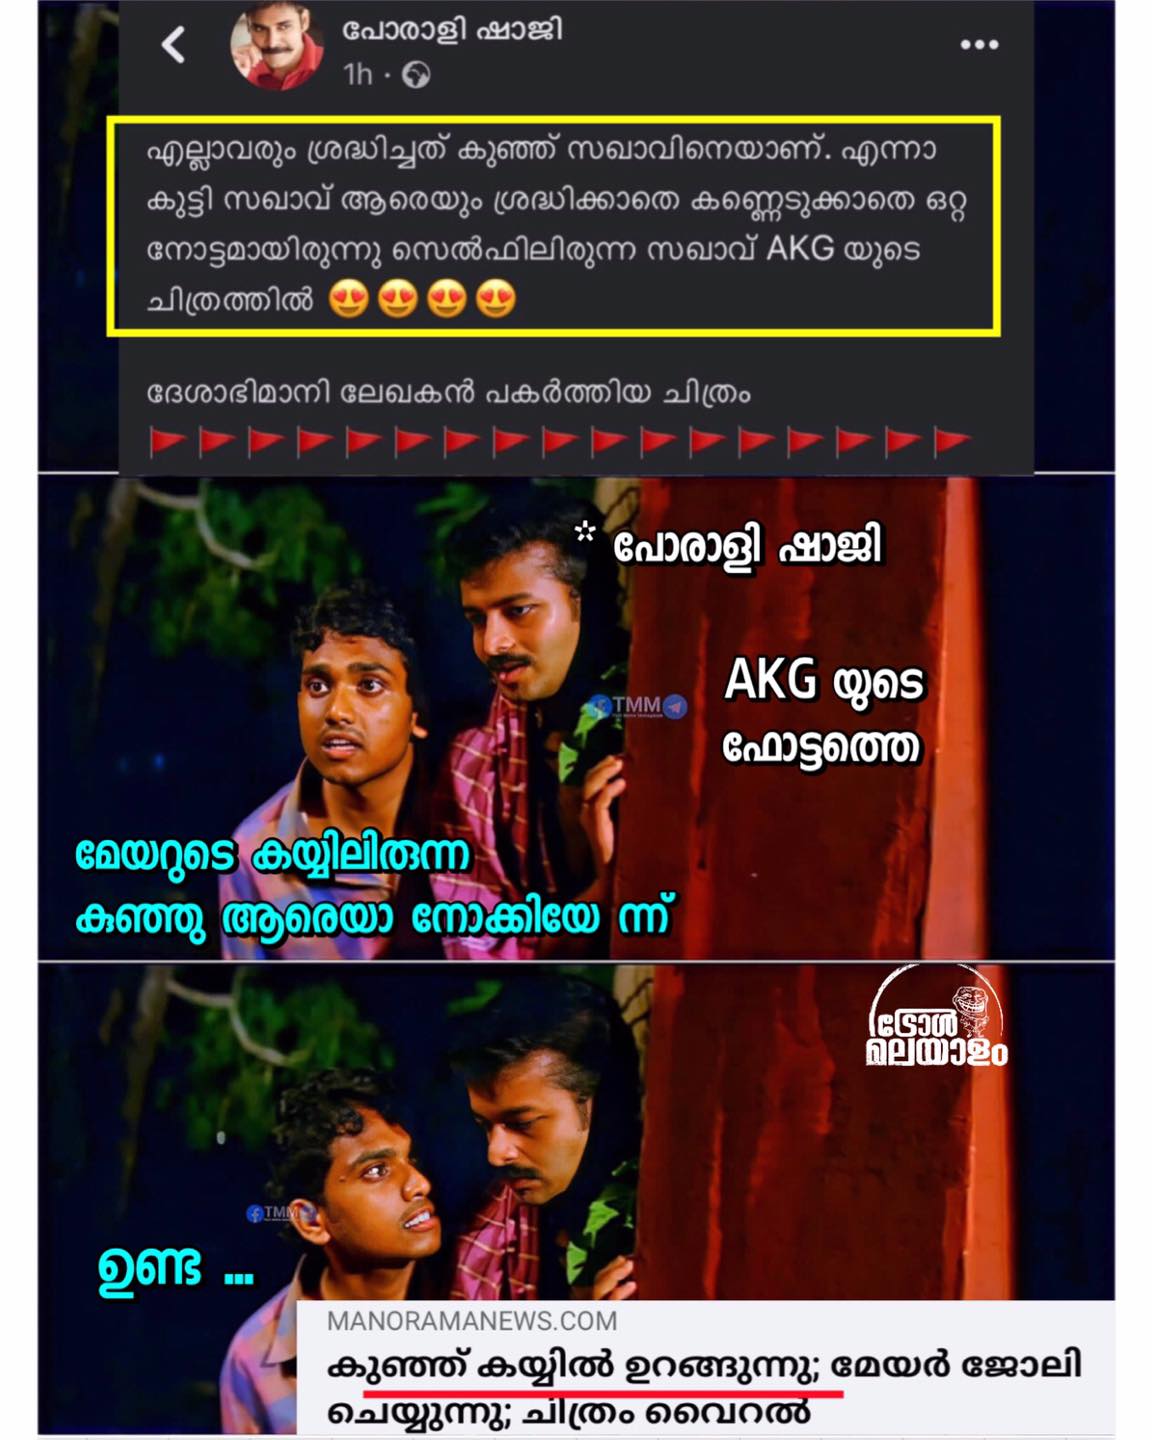 പോരാളി ഷാജി
1h ·
എല്ലാവരും ശ്രദ്ധിച്ചത് കുഞ്ഞ് സഖാവിനെയാണ്. എന്നാ
കുട്ടി സഖാവ് ആരെയും ശ്രദ്ധിക്കാതെ കണ്ണെടുക്കാതെ ഒറ്റ
നോട്ടമായിരുന്നു സെൽഫിലിരുന്ന സഖാവ് AKG യുടെ
ചിത്രത്തിൽ 😍😍😍😍
ദേശാഭിമാനി ലേഖകൻ പകർത്തിയ ചിത്രം
🚩🚩🚩🚩🚩🚩🚩🚩🚩🚩🚩🚩🚩🚩🚩🚩🚩
* പോരാളി ഷാജി
AKG യുടെ
ഫോട്ടത്തെ
TMM
മേയറുടെ കയ്യിലിരുന്ന
കുഞ്ഞു ആരെയാ നോക്കിയേ ന്ന്
ട്രോൾ
മലയാളം
TMM
ഉണ്ട ...
MANORAMANEWS.COM
കുഞ്ഞ് കയ്യിൽ ഉറങ്ങുന്നു; മേയർ ജോലി
ചെയ്യുന്നു; ചിത്രം വൈറൽ